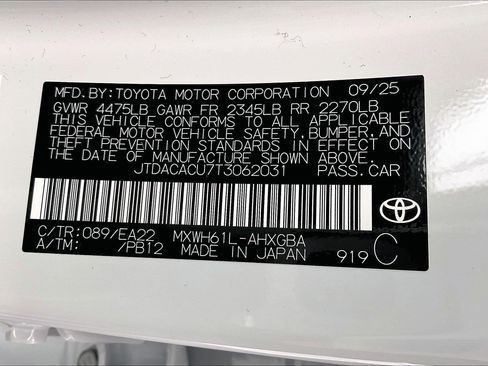 MFD.BY:TOYOTA MOTOR CORPORATION 09/25
GVWR 4475LB GAWR FR 2345LB RR 2270LB
THIS VEHICLE CONFORMS TO ALL APPLICABLE
FEDERAL MOTOR VEHICLE SAFETY,BUMPER,AND
THEFT PREVENTION STANDARDS IN EFFECT ON
THE DATE OF MANUFACTURE SHOWN ABOVE.
JTDACACU7T3062031 PASS.CAR
C/TR:089/EA22 MXWH61L-AHXGBA
A/TM: /PB12 MADE IN JAPAN 919 C